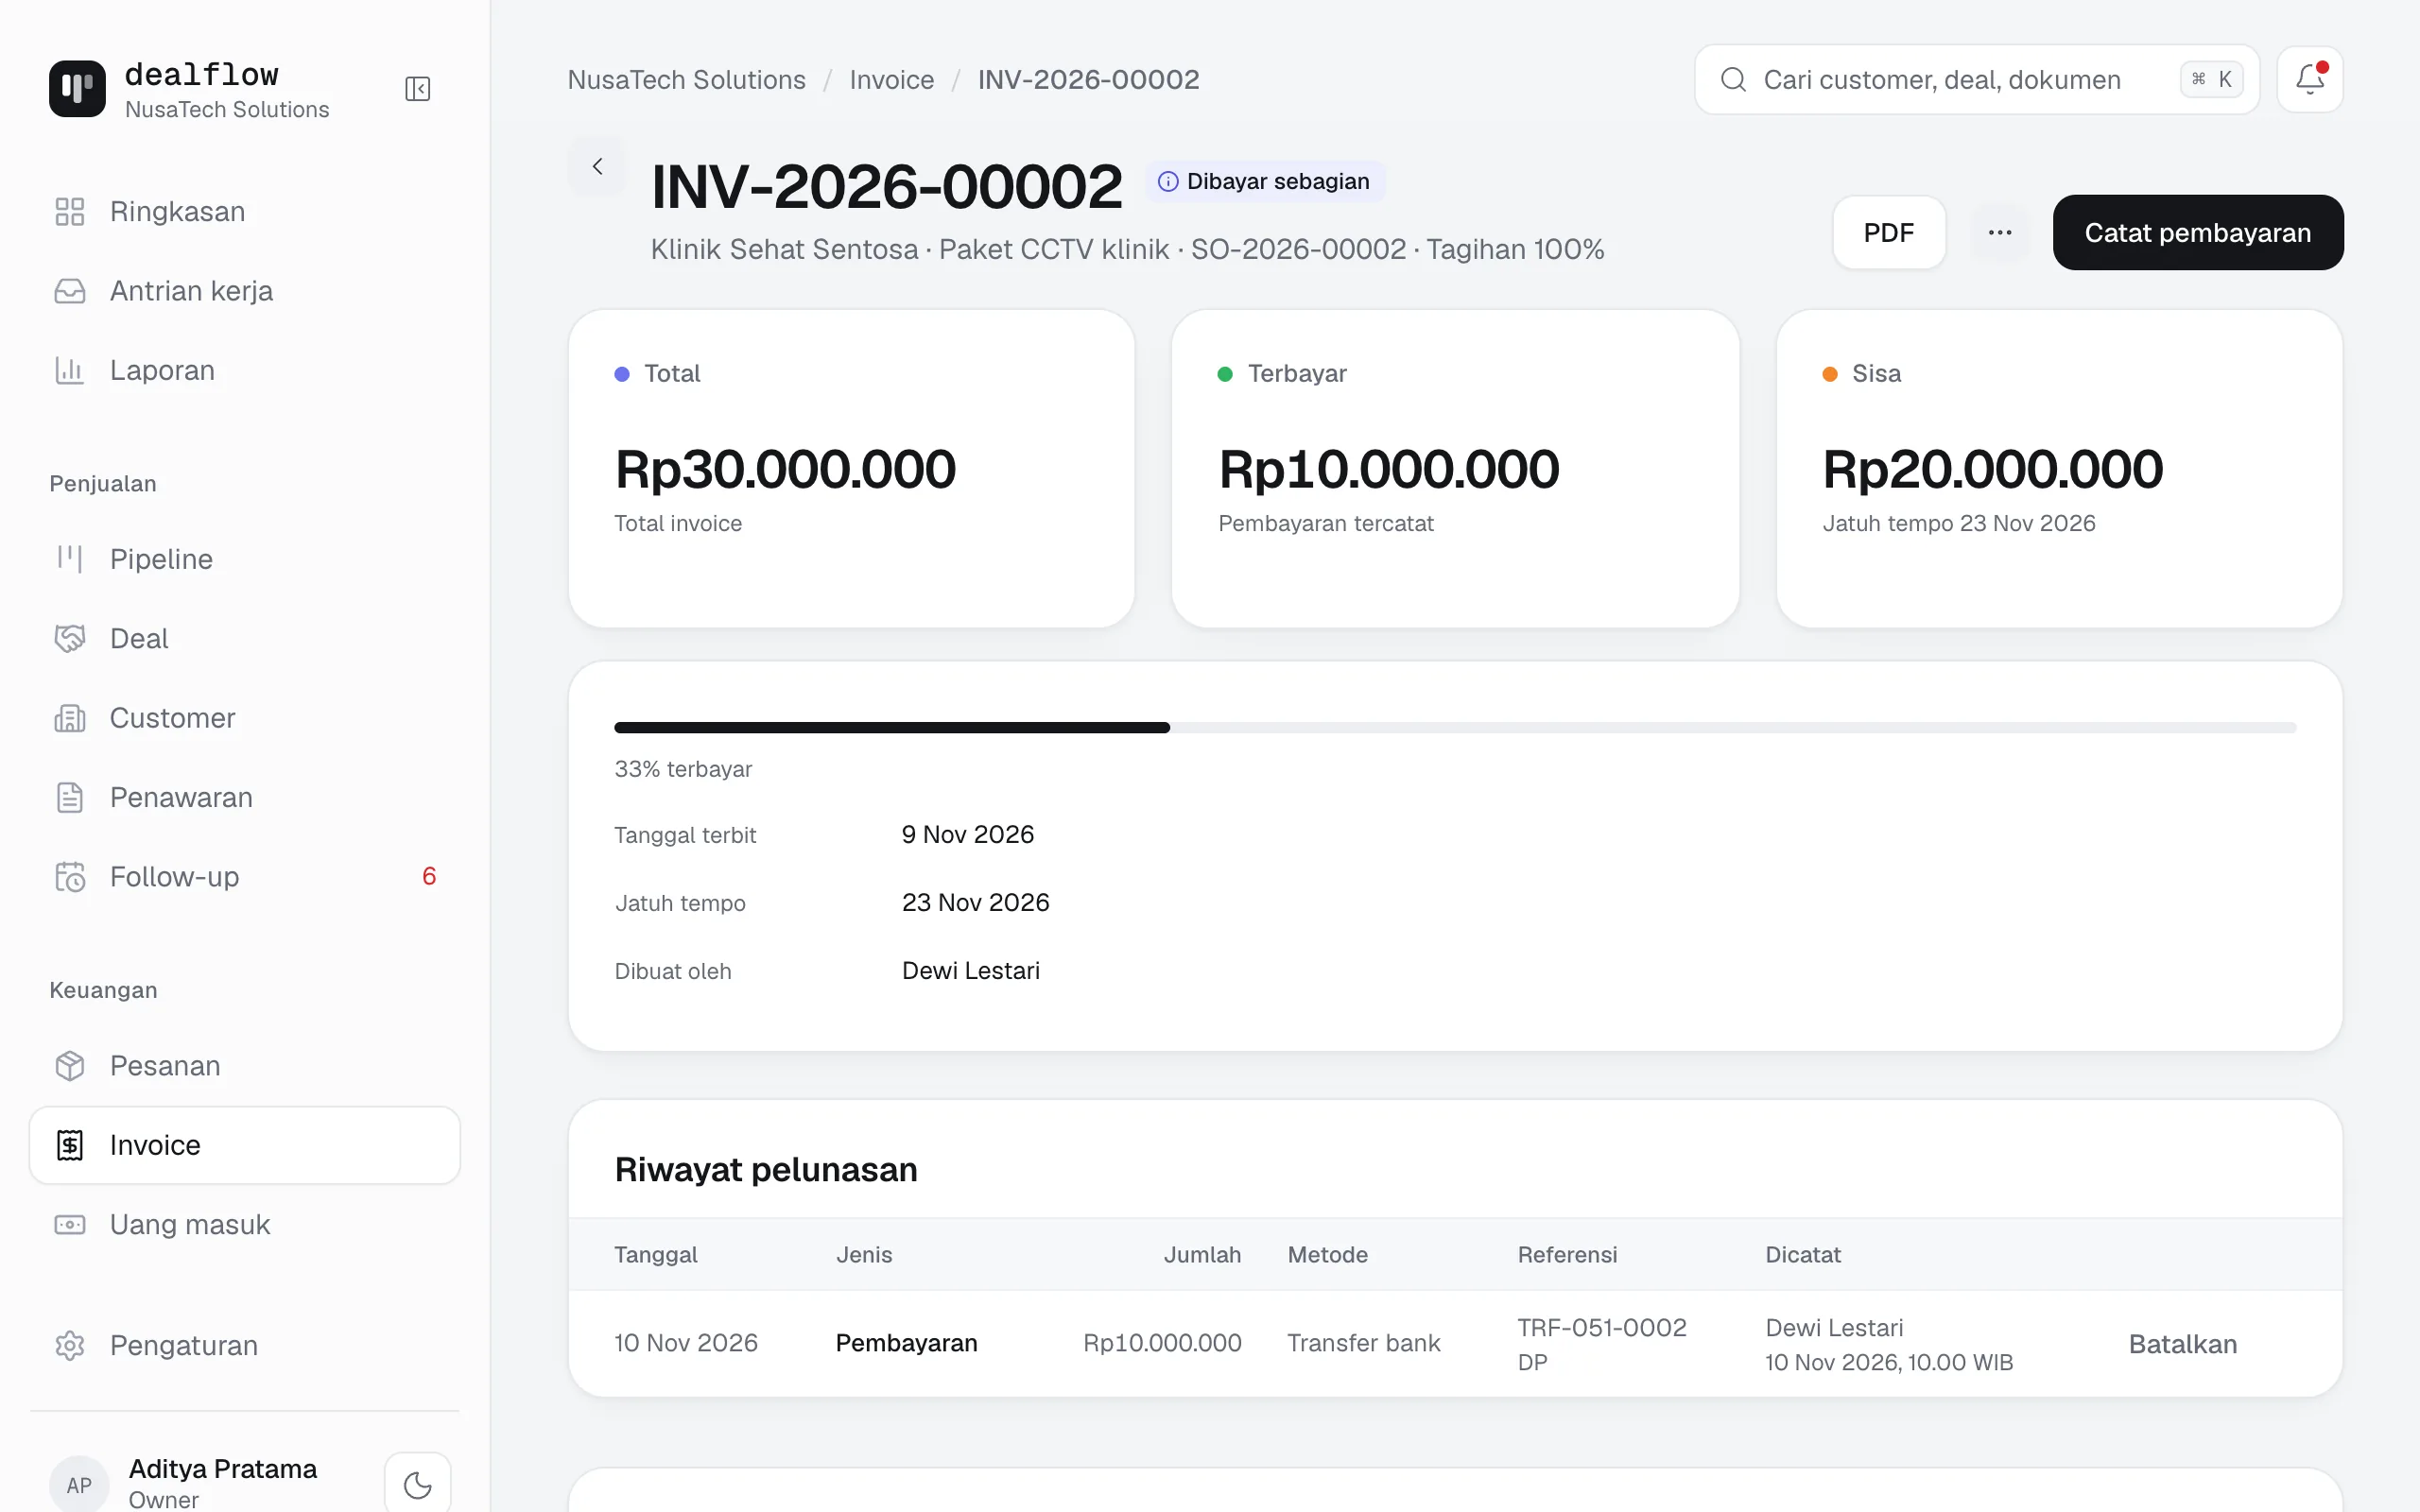 dealflow
NusaTech Solutions
Ringkasan
Antrian kerja
Laporan
Penjualan
Pipeline
Deal
Customer
Penawaran
Follow-up 6
Keuangan
Pesanan
Invoice
Uang masuk
Pengaturan
AP
Aditya Pratama
Owner
NusaTech Solutions / Invoice / INV-2026-00002
Cari customer, deal, dokumen ⌘ K
INV-2026-00002 Dibayar sebagian
Klinik Sehat Sentosa · Paket CCTV klinik · SO-2026-00002 · Tagihan 100%
PDF ··· Catat pembayaran
Total
Rp30.000.000
Total invoice
Terbayar
Rp10.000.000
Pembayaran tercatat
Sisa
Rp20.000.000
Jatuh tempo 23 Nov 2026
33% terbayar
Tanggal terbit 9 Nov 2026
Jatuh tempo 23 Nov 2026
Dibuat oleh Dewi Lestari
Riwayat pelunasan
Tanggal Jenis Jumlah Metode Referensi Dicatat
10 Nov 2026 Pembayaran Rp10.000.000 Transfer bank TRF-051-0002 Dewi Lestari Batalkan
DP 10 Nov 2026, 10.00 WIB